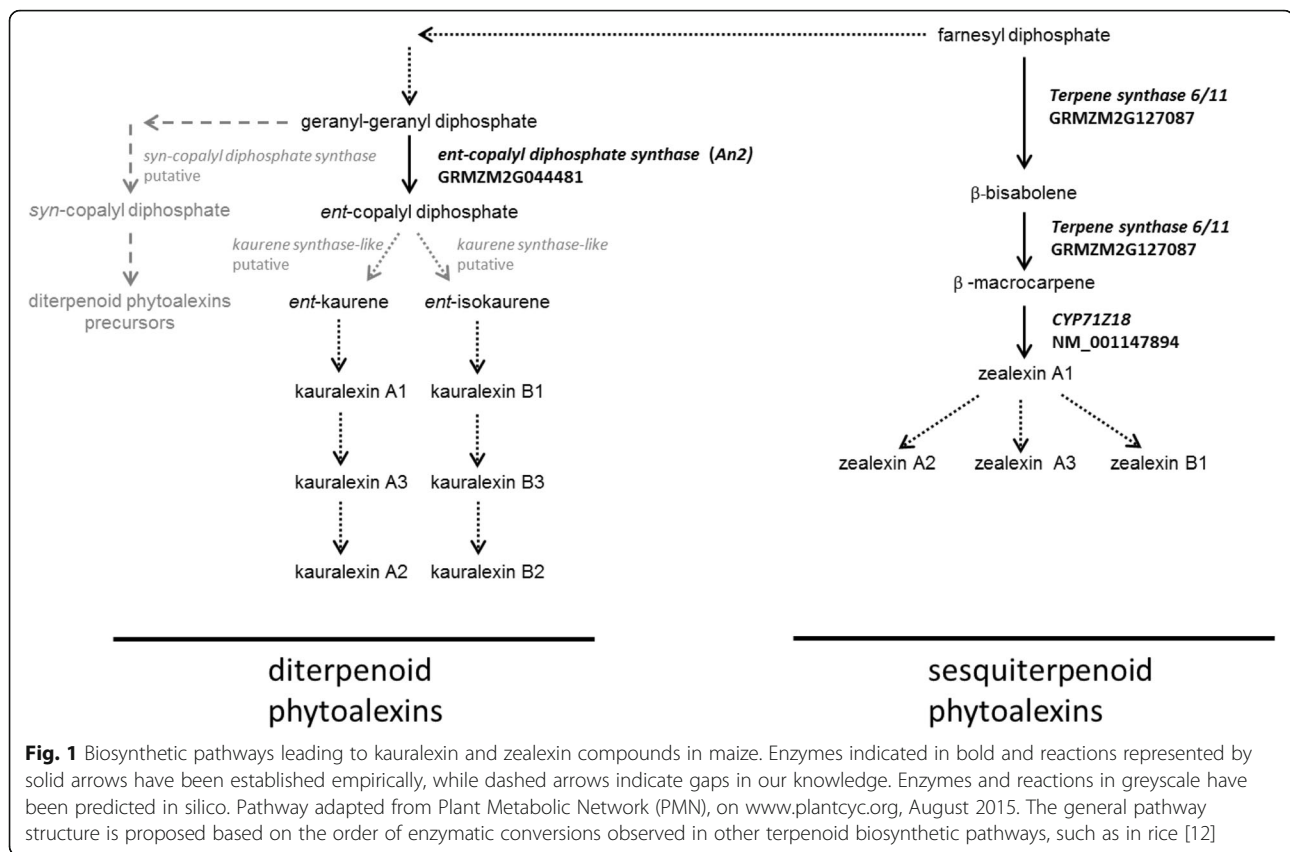 farnesyl diphosphate
Terpene synthase 6/11
GRMZM2G127087
geranyl-geranyl diphosphate
syn-copalyl diphosphate synthase
putative
ent-copalyl diphosphate synthase (An2)
GRMZM2G044481
β-bisabolene
syn-copalyl diphosphate
ent-copalyl diphosphate
Terpene synthase 6/11
GRMZM2G127087
kaurene synthase-like
putative
kaurene synthase-like
putative
β -macrocarpene
diterpenoid phytoalexins
precursors
ent-kaurene
ent-isokaurene
CYP71Z18
NM_001147894
zealexin A1
kauralexin A1
kauralexin B1
zealexin A2
zealexin A3
zealexin B1
kauralexin A3
kauralexin B3
kauralexin A2
kauralexin B2
diterpenoid
phytoalexins
sesquiterpenoid
phytoalexins
Fig. 1 Biosynthetic pathways leading to kauralexin and zealexin compounds in maize. Enzymes indicated in bold and reactions represented by
solid arrows have been established empirically, while dashed arrows indicate gaps in our knowledge. Enzymes and reactions in greyscale have
been predicted in silico. Pathway adapted from Plant Metabolic Network (PMN), on www.plantcyc.org, August 2015. The general pathway
structure is proposed based on the order of enzymatic conversions observed in other terpenoid biosynthetic pathways, such as in rice [12]